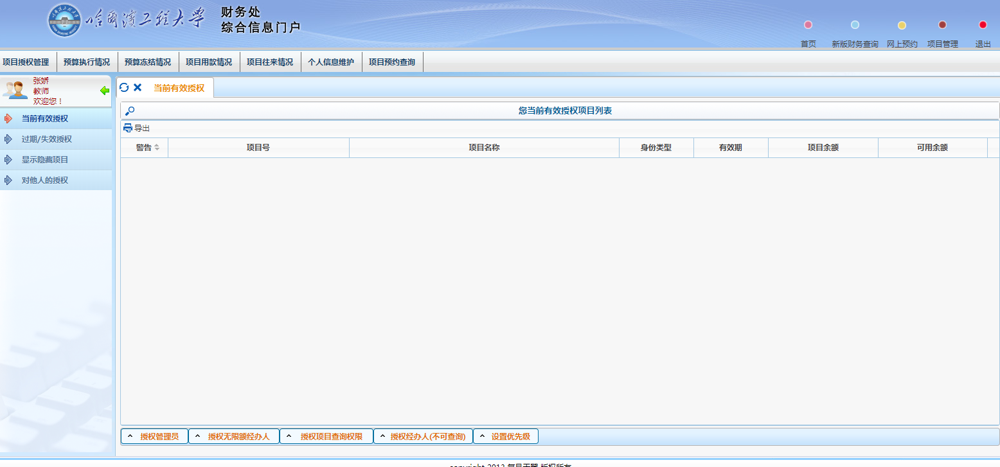 哈尔滨工程大学
财务处
综合信息门户
首页 新版财务查询 网上预约 项目管理 退出
项目授权管理 预算执行情况 预算冻结情况 项目用款情况 项目往来情况 个人信息维护 项目预约查询
张娇
教师
欢迎您！
当前有效授权
过期/失效授权
显示隐藏项目
对他人的授权
当前有效授权
您当前有效授权项目列表
导出
警告 项目号 项目名称 身份类型 有效期 项目余额 可用余额
授权管理员 授权无限额经办人 授权项目查询权限 授权经办人(不可查询) 设置优先级
copyright 2013 版权所有